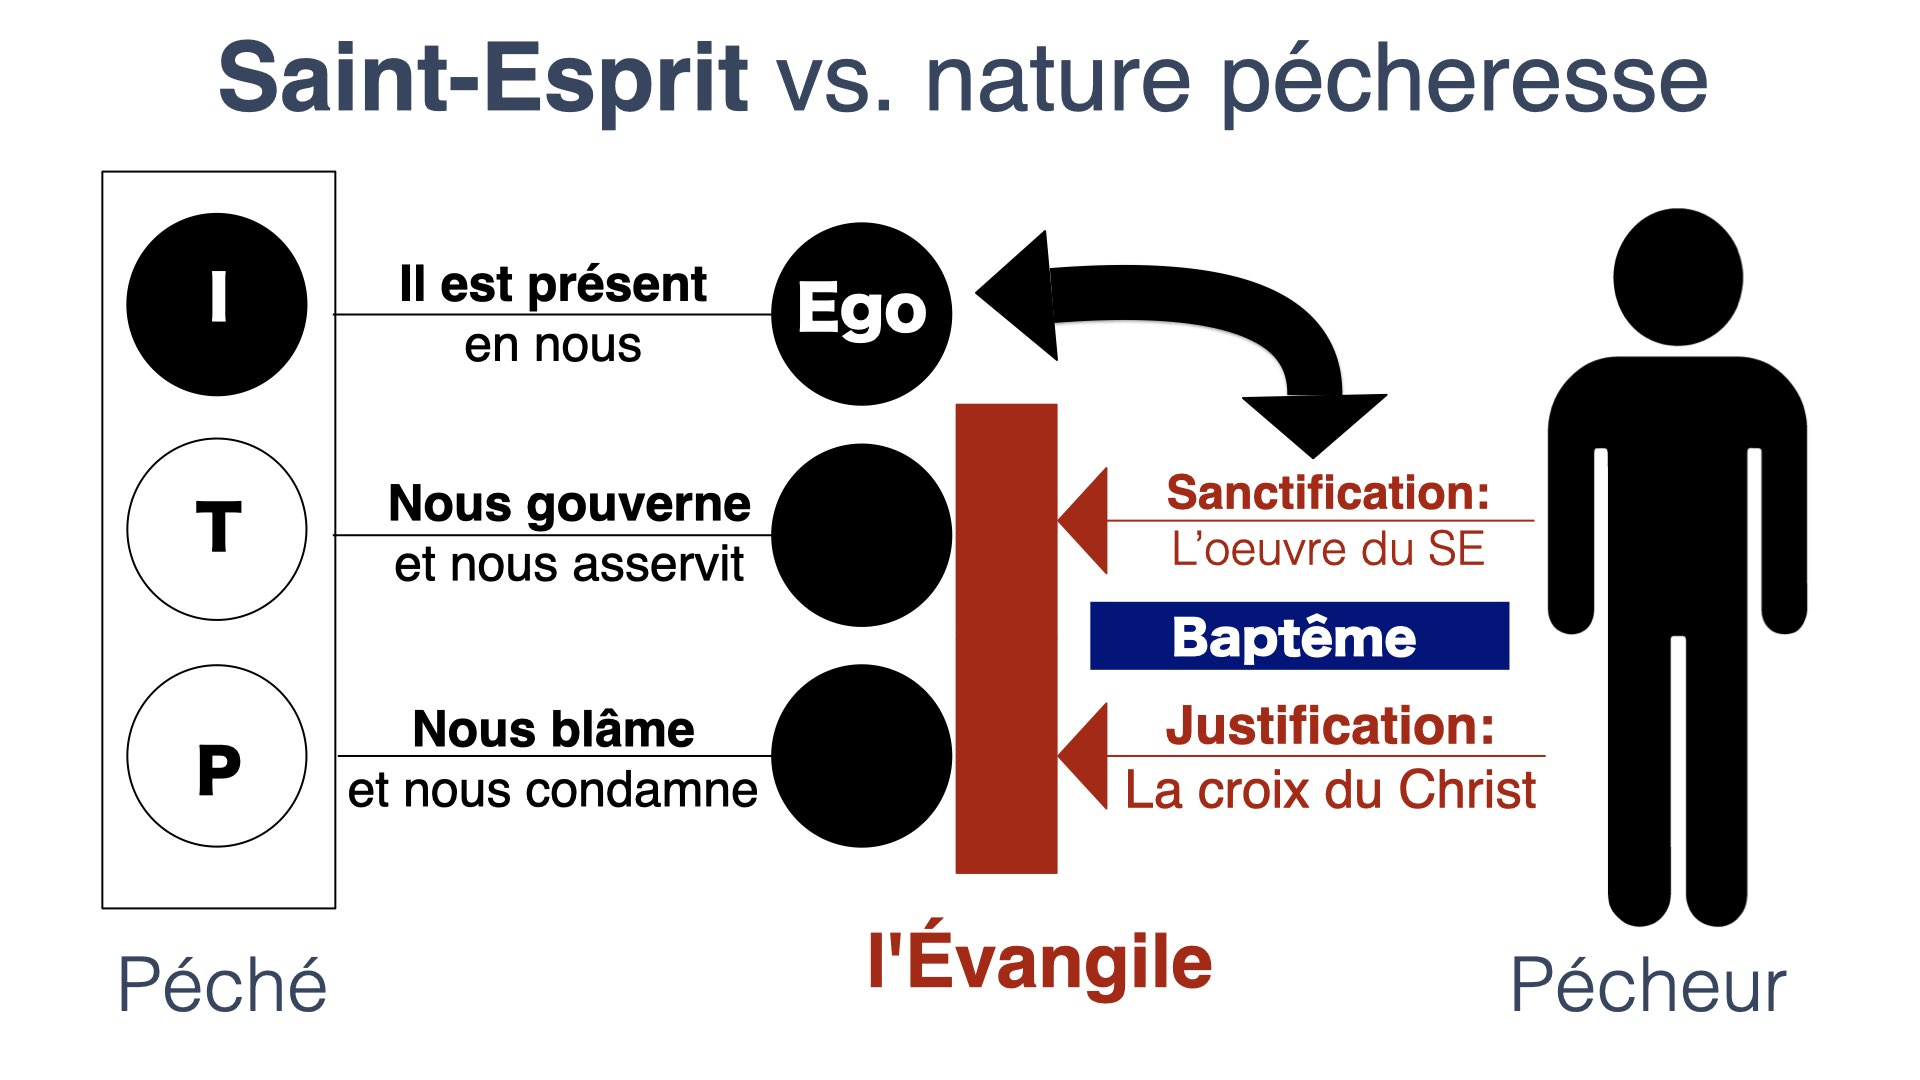 Saint-Esprit vs. nature pécheresse
I
Il est présent
en nous
Ego
T
Nous gouverne
et nous asservit
Sanctification:
L'oeuvre du SE
Baptême
P
Nous blâme
et nous condamne
Justification:
La croix du Christ
Péché
l'Évangile
Pécheur